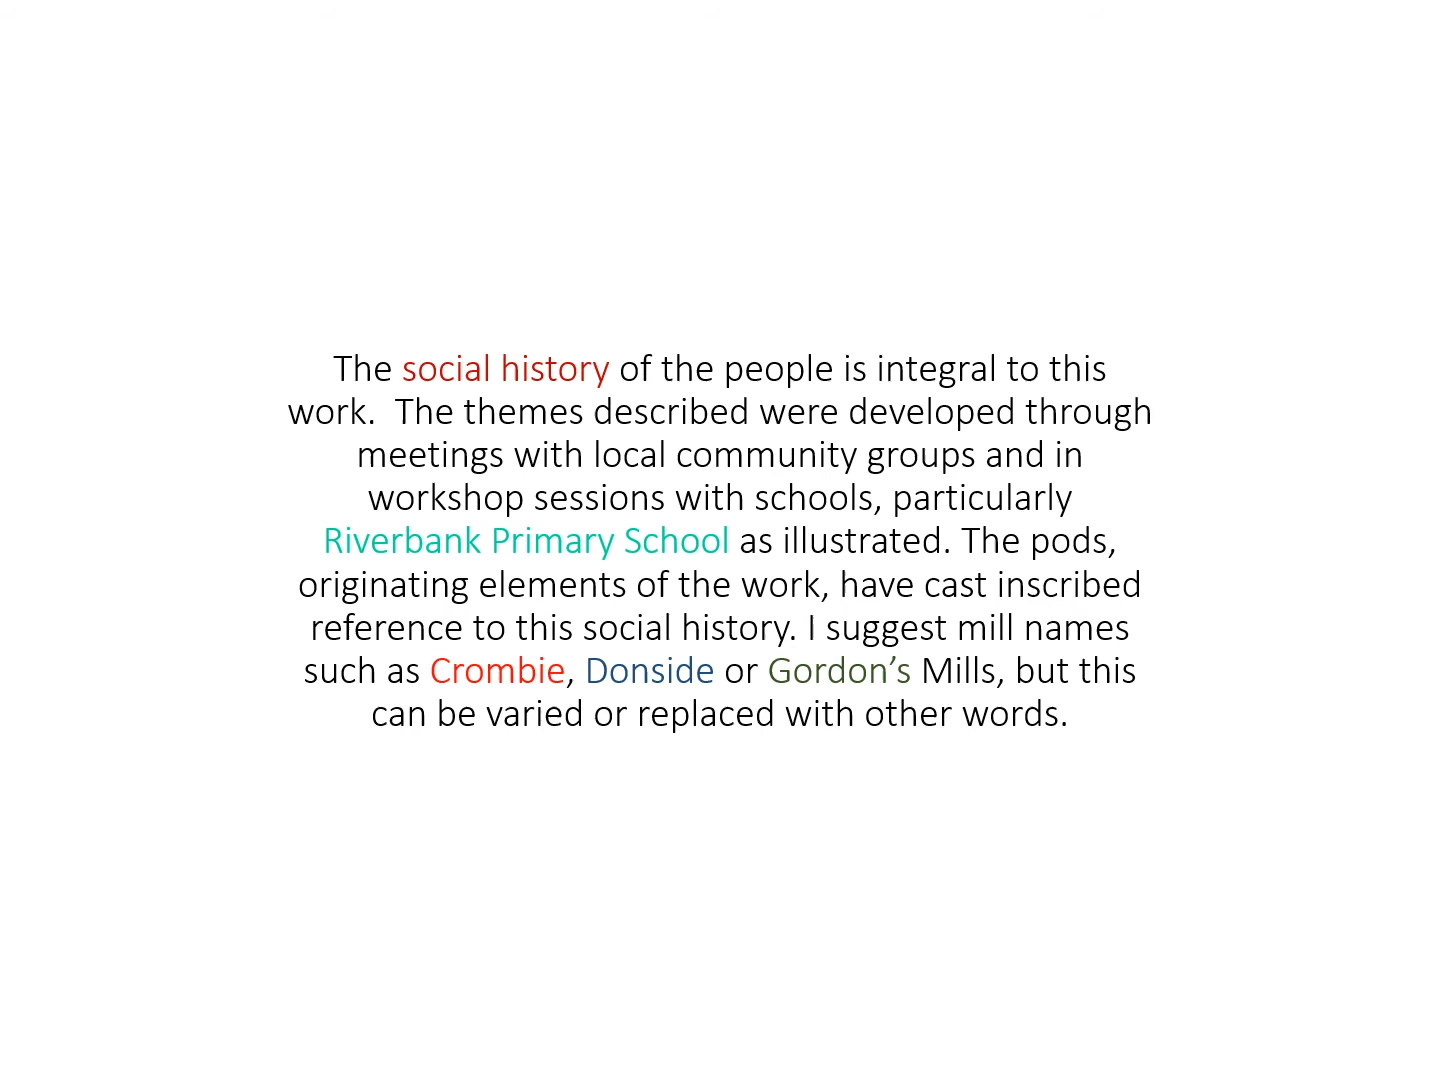 The social history of the people is integral to this
work.  The themes described were developed through
meetings with local community groups and in
workshop sessions with schools, particularly
Riverbank Primary School as illustrated. The pods,
originating elements of the work, have cast inscribed
reference to this social history. I suggest mill names
such as Crombie, Donside or Gordon’s Mills, but this
can be varied or replaced with other words.